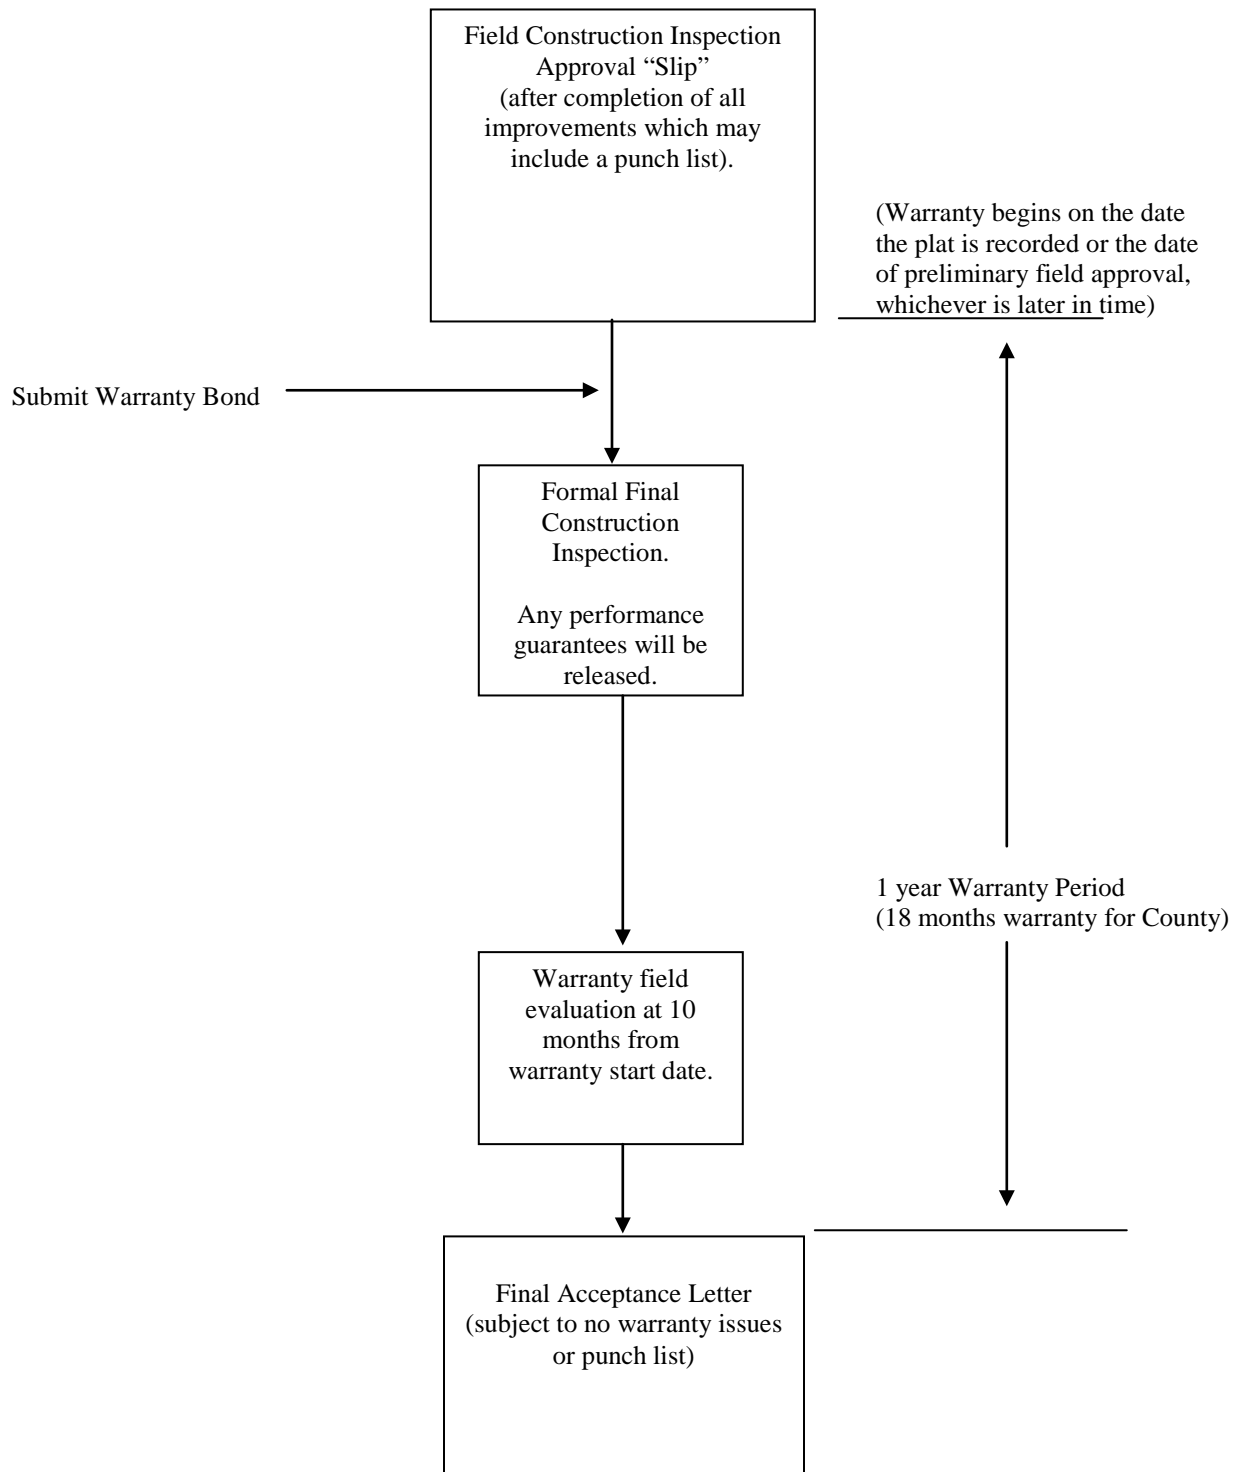 Field Construction Inspection
Approval “Slip”
(after completion of all
improvements which may
include a punch list).
(Warranty begins on the date
the plat is recorded or the date
of preliminary field approval,
whichever is later in time)
Submit Warranty Bond
Formal Final
Construction
Inspection.
Any performance
guarantees will be
released.
1 year Warranty Period
(18 months warranty for County)
Warranty field
evaluation at 10
months from
warranty start date.
Final Acceptance Letter
(subject to no warranty issues
or punch list)